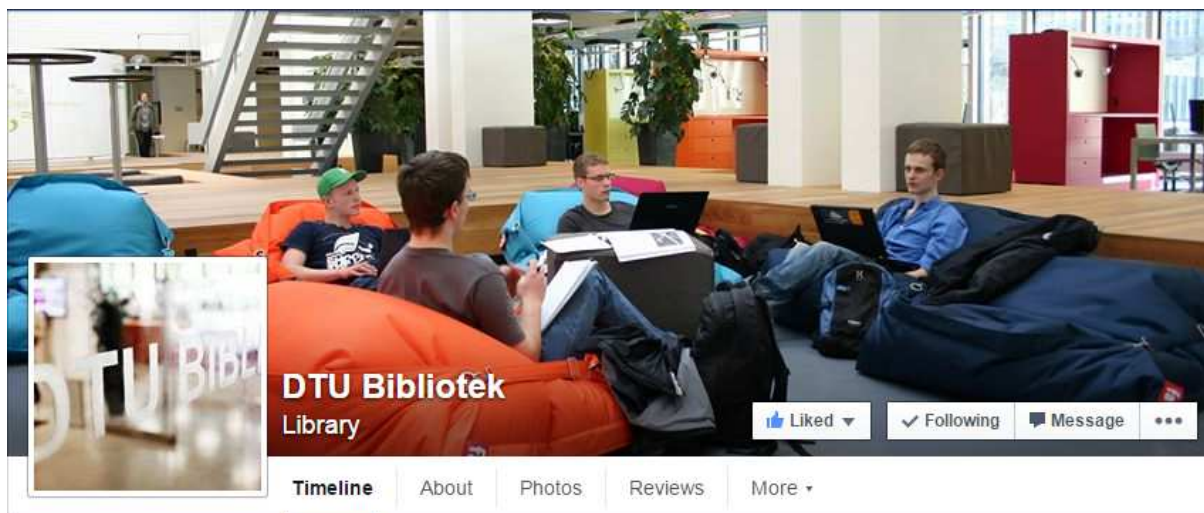 DTU BIBL
DTU Bibliotek
Library
Liked
Following
Message
Timeline
About
Photos
Reviews
More